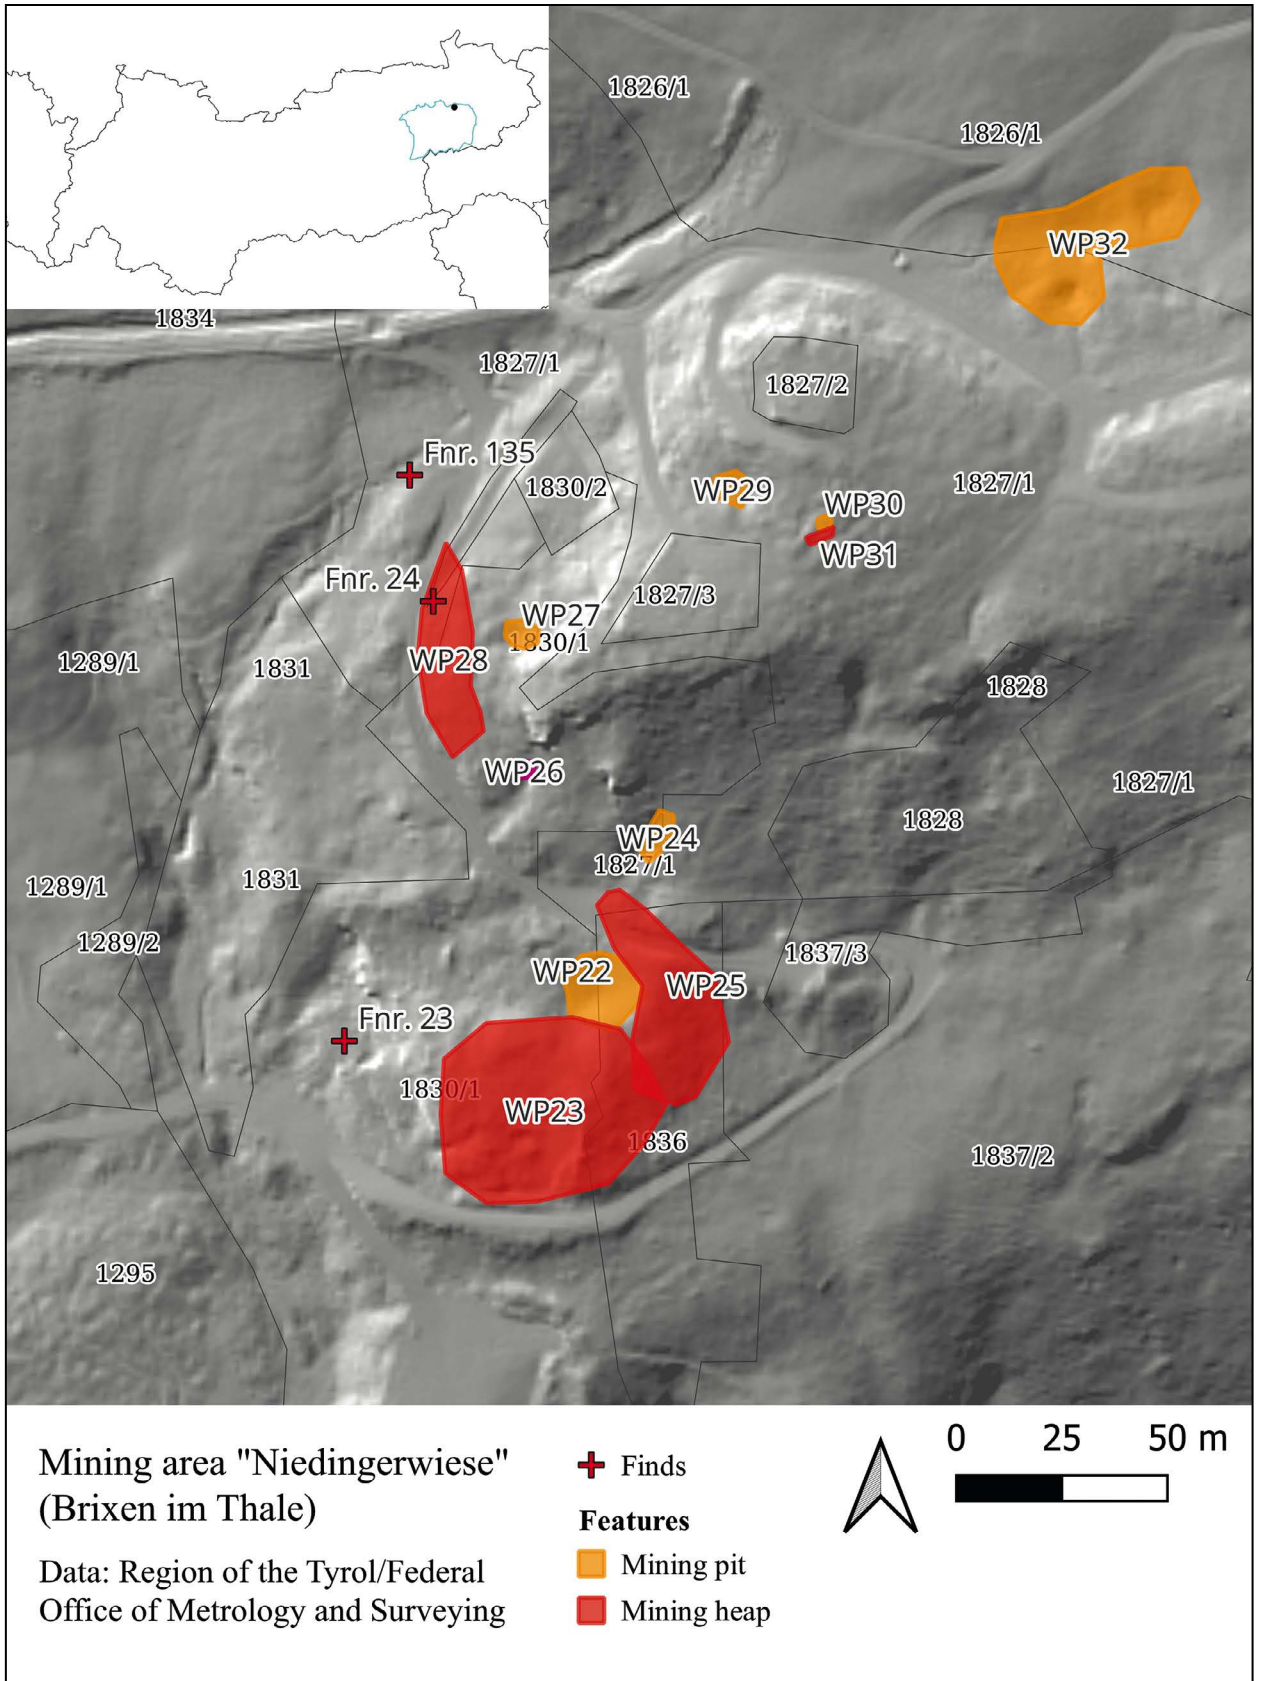 1826/1
1826/1
WP32
1834
1827/1
1827/2
Fnr. 135
1830/2
WP29
1827/1
WP30
WP31
Fnr. 24
1827/3
WP27
1830/1
WP28
1289/1
1831
1828
WP26
1827/1
1828
WP24
1827/1
1831
1289/1
1289/2
1837/3
WP22
WP25
Fnr. 23
1830/1
WP23
1836
1837/2
1295
Mining area "Niedingerwiese"
(Brixen im Thale)
Data: Region of the Tyrol/Federal
Office of Metrology and Surveying
Finds
Features
Mining pit
Mining heap
0 25 50 m